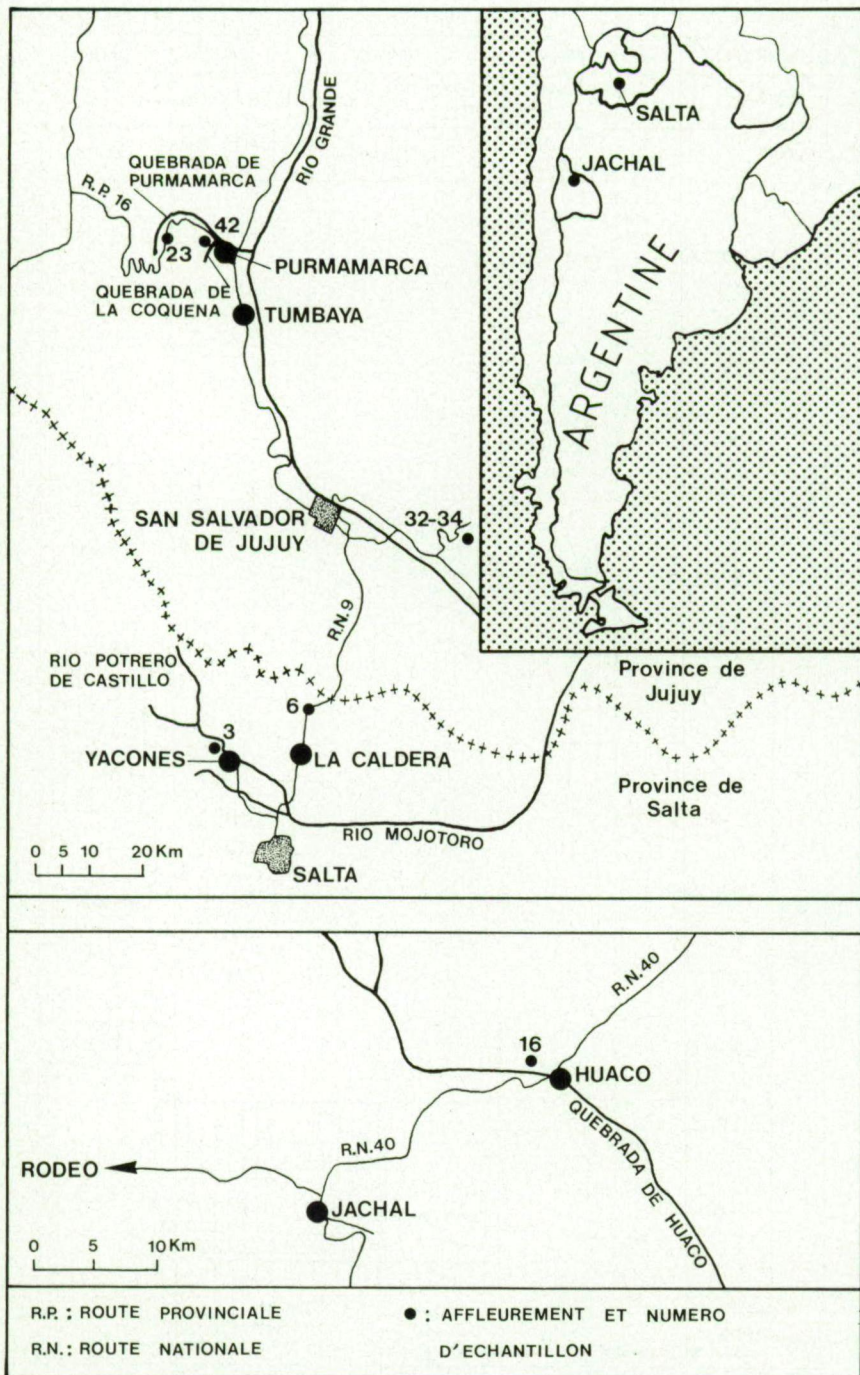 RIO GRANDE
QUEBRADA DE
PURMAMARCA
R.P. 16
42
23
PURMAMARCA
QUEBRADA DE
LA COQUENA
TUMBAYA
SALTA
JACHAL
ARGENTINE
SAN SALVADOR
DE JUJUY
32-34
R.N. 9
RIO POTRERO
DE CASTILLO
Province de
Jujuy
6
3
YACONES
LA CALDERA
Province de
Salta
RIO MOJOTORO
0 5 10 20 Km
SALTA
R.N. 40
16
HUACO
QUEBRADA DE HUACO
R.N. 40
RODEO
JACHAL
0 5 10 Km
R.P. : ROUTE PROVINCIALE
R.N. : ROUTE NATIONALE
● : AFFLEUREMENT ET NUMERO
D'ECHANTILLON